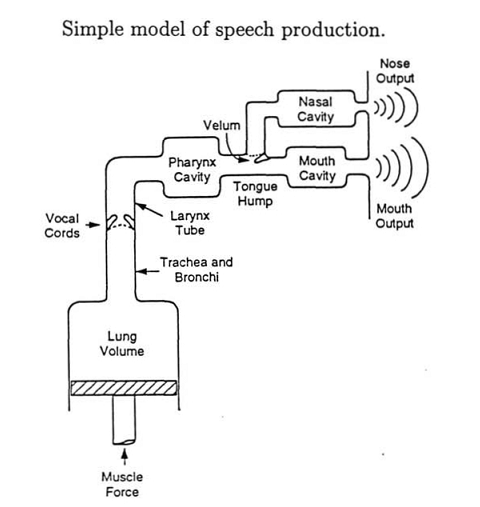 Simple model of speech production.
Nose
Output
Nasal
Cavity
Velum
Pharynx
Cavity
Mouth
Cavity
Tongue
Hump
Mouth
Output
Vocal
Cords
Larynx
Tube
Trachea and
Bronchi
Lung
Volume
Muscle
Force